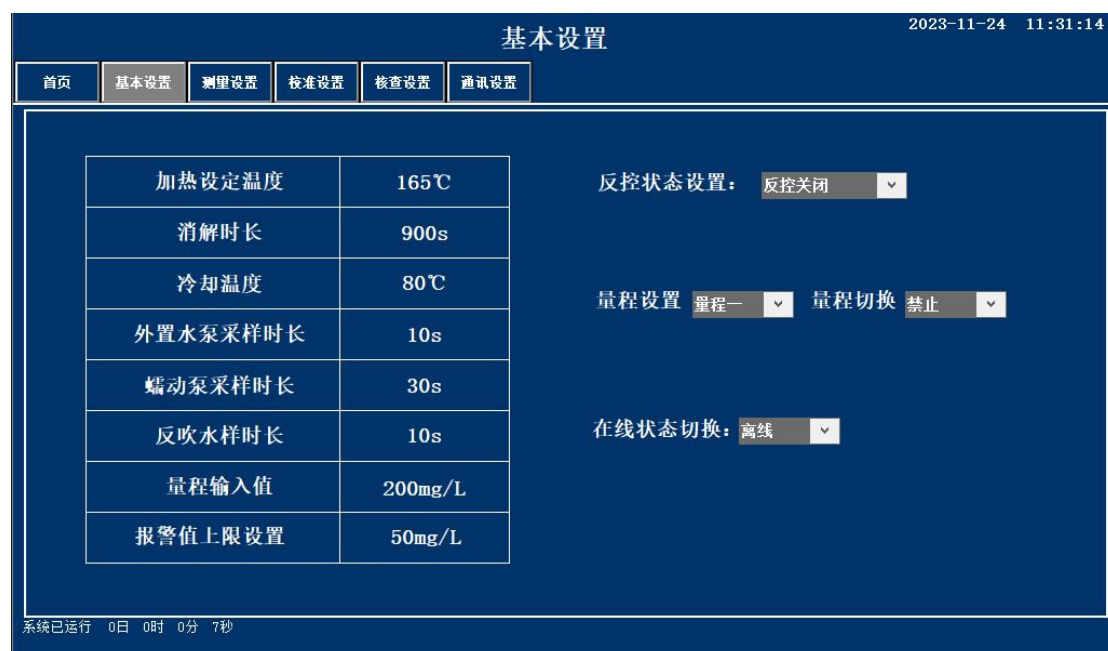 基本设置
2023-11-24 11:31:14
首页 基本设置 测量设置 校准设置 核查设置 通讯设置
加热设定温度 165℃
消解时长 900s
冷却温度 80℃
外置水泵采样时长 10s
蠕动泵采样时长 30s
反吹水样时长 10s
量程输入值 200mg/L
报警值上限设置 50mg/L
反控状态设置： 反控关闭
量程设置 量程一 量程切换 禁止
在线状态切换：离线
系统已运行 0日 0时 0分 7秒